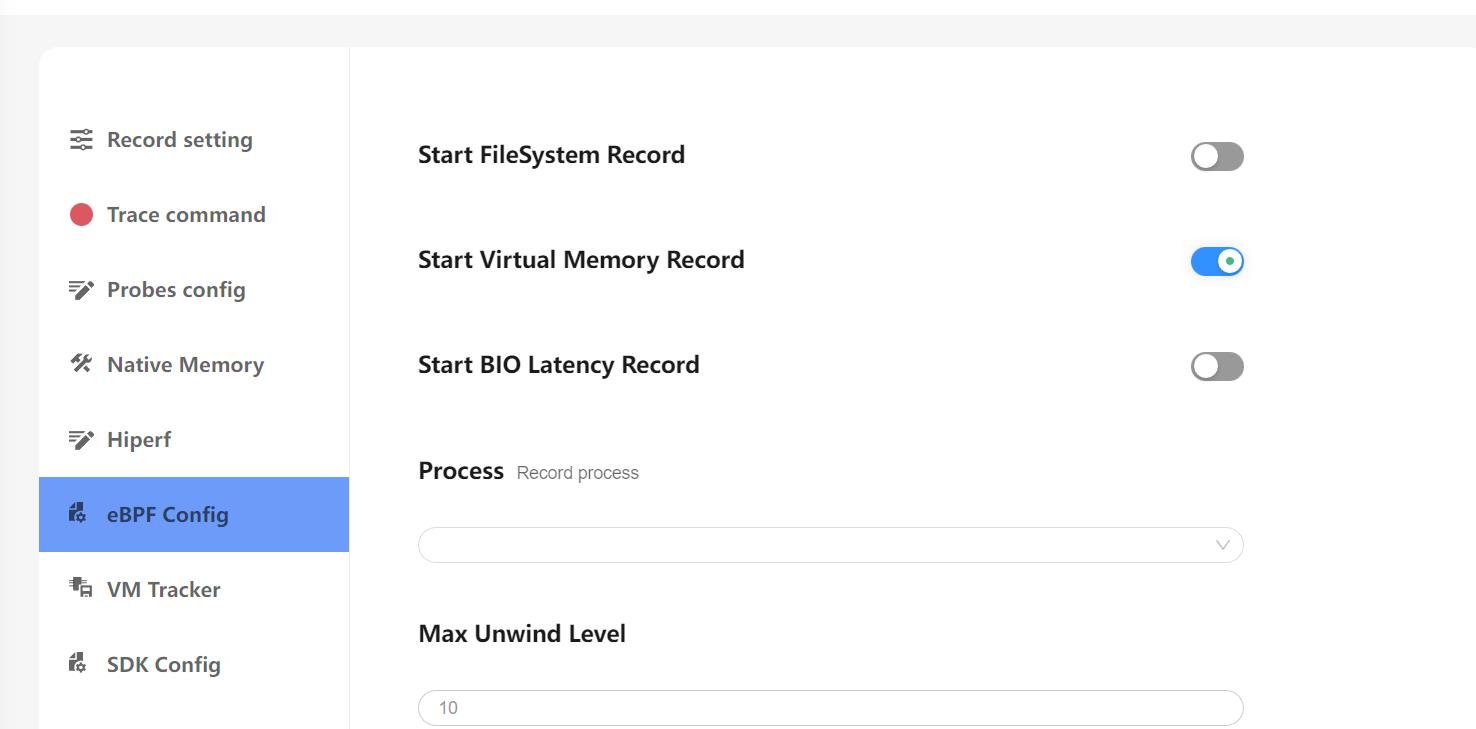 Record setting
Trace command
Probes config
Native Memory
Hiperf
eBPF Config
VM Tracker
SDK Config
Start FileSystem Record
Start Virtual Memory Record
Start BIO Latency Record
Process Record process
Max Unwind Level
10